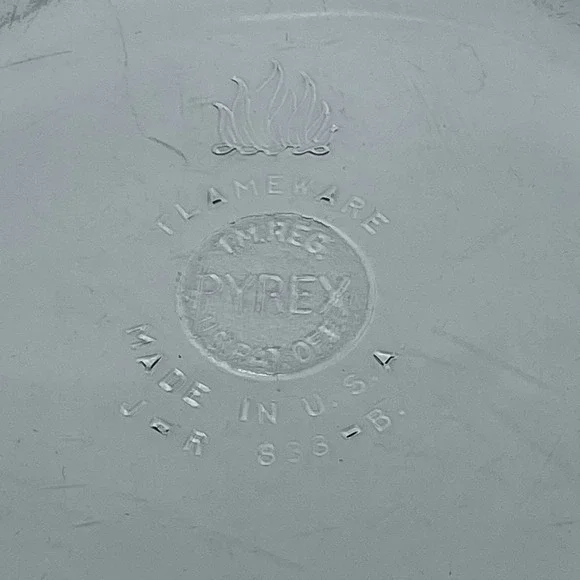 FLAMEWARE
T.M.REG.
PYREX
U.S.PAT.OFF.
MADE IN U.S.A
J-R 836-B.